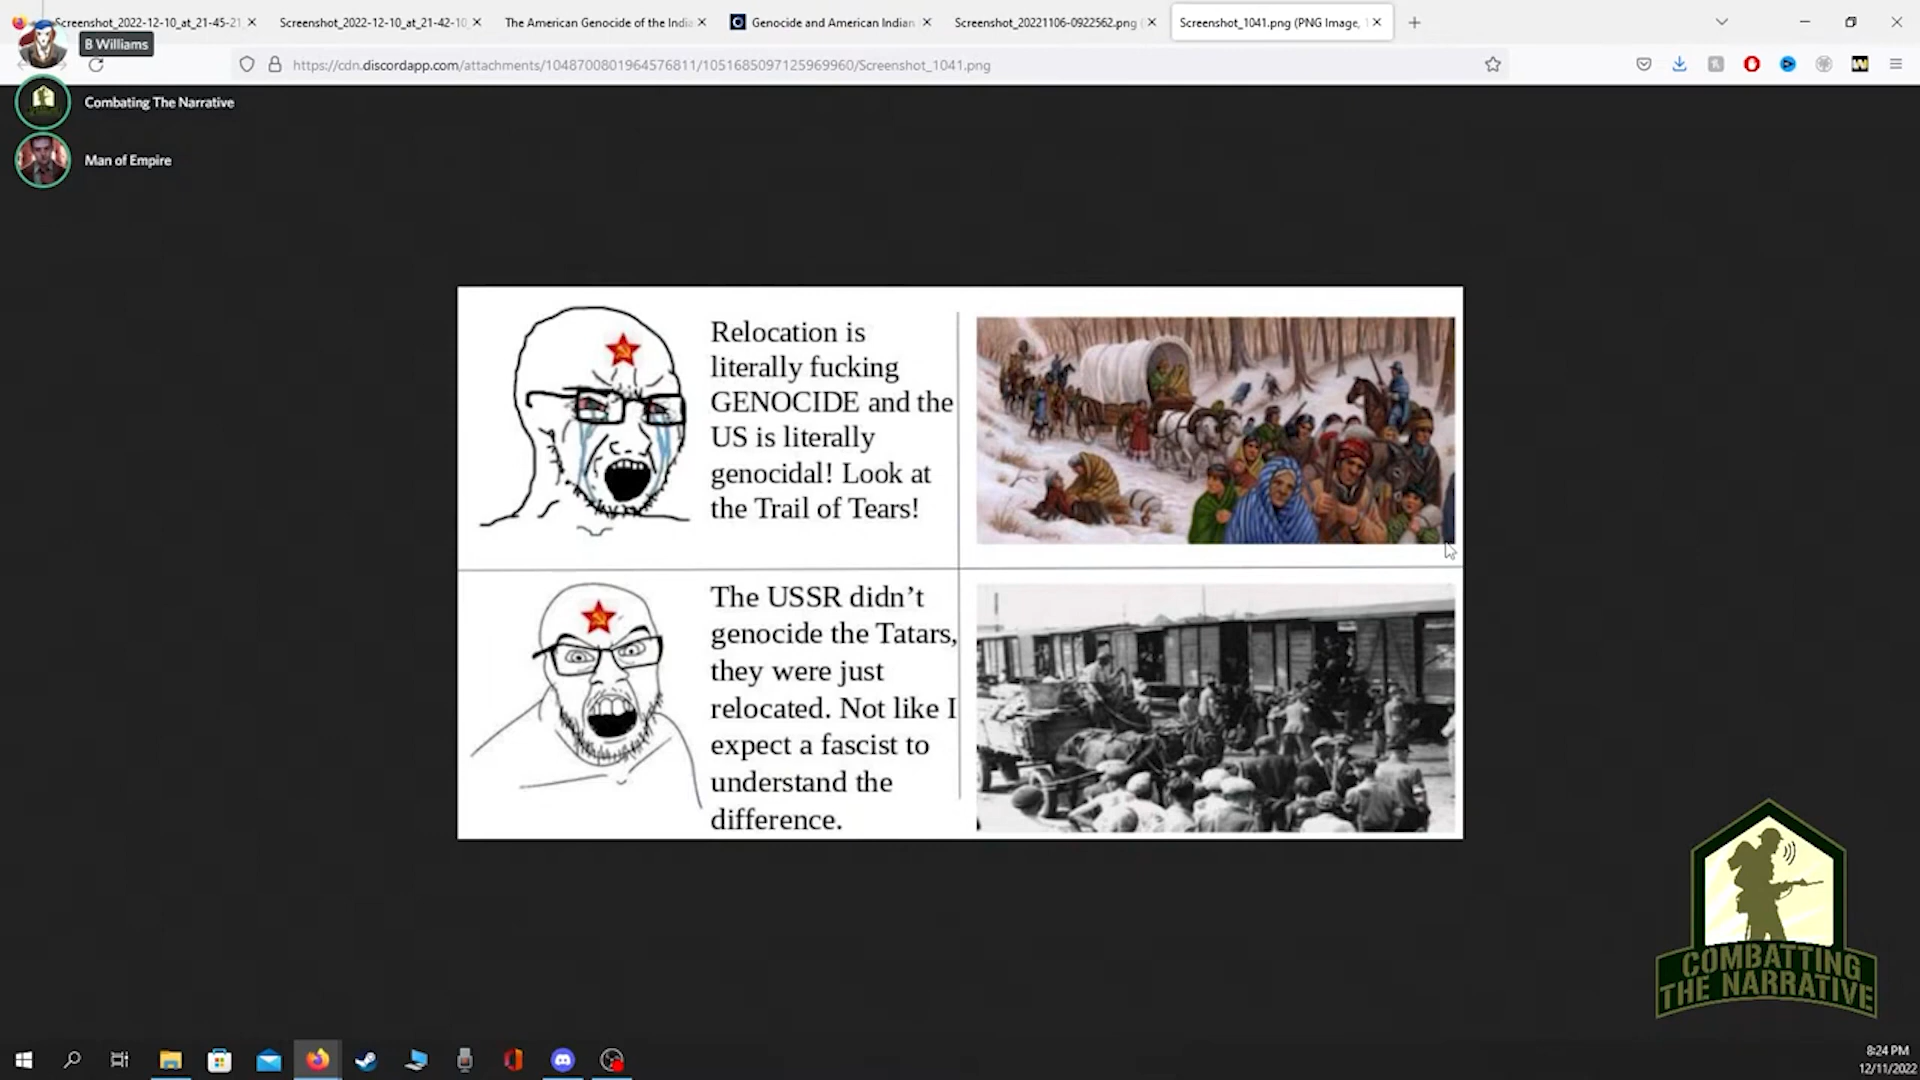 Screenshot_2022-12-10_at_21-45-21
Screenshot_2022-12-10_at_21-42-10
The American Genocide of the India
Genocide and American Indian
Screenshot_20221106-0922562.png (
Screenshot_1041.png (PNG Image, 1
B Williams
https://cdn.discordapp.com/attachments/1048700801964576811/1051685097125969960/Screenshot_1041.png
Combating The Narrative
Man of Empire
Relocation is
literally fucking
GENOCIDE and the
US is literally
genocidal! Look at
the Trail of Tears!
The USSR didn’t
genocide the Tatars,
they were just
relocated. Not like I
expect a fascist to
understand the
difference.
COMBATTING
THE NARRATIVE
8:24 PM
12/11/2022